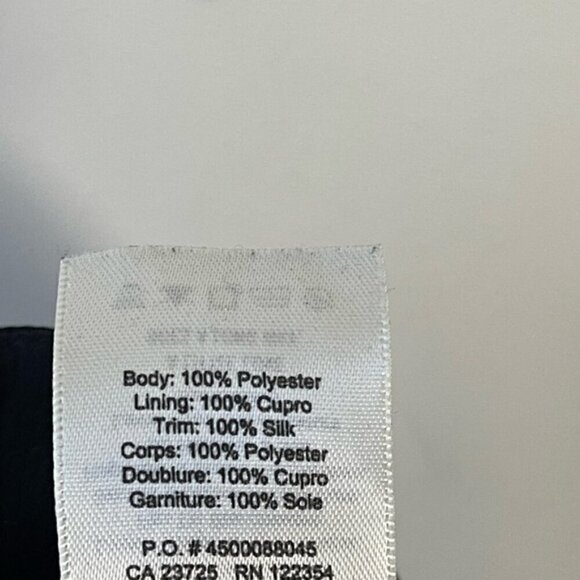 Body: 100% Polyester
Lining: 100% Cupro
Trim: 100% Silk
Corps: 100% Polyester
Doublure: 100% Cupro
Garniture: 100% Soie
P.O. # 4500088045
CA 23725 RN 122354